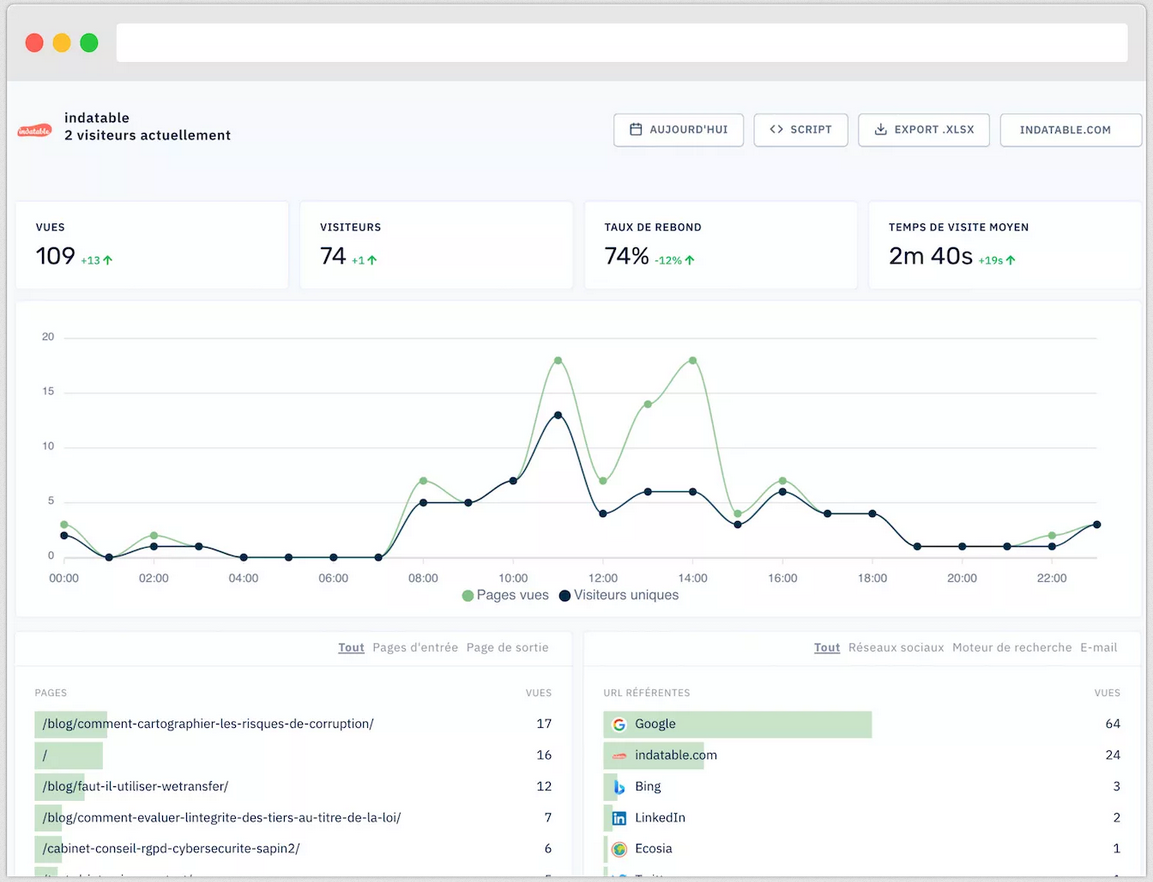 indatable
indatable
2 visiteurs actuellement
AUJOURD'HUI
SCRIPT
EXPORT .XLSX
INDATABLE.COM
VUES
109 +13
VISITEURS
74 +1
TAUX DE REBOND
74% -12%
TEMPS DE VISITE MOYEN
2m 40s +19s
20
15
10
5
0
00:00 02:00 04:00 06:00 08:00 10:00 12:00 14:00 16:00 18:00 20:00 22:00
Pages vues Visiteurs uniques
Tout Pages d'entrée Page de sortie
PAGES VUES
/blog/comment-cartographier-les-risques-de-corruption/ 17
/ 16
/blog/faut-il-utiliser-wetransfer/ 12
/blog/comment-evaluer-lintegrite-des-tiers-au-titre-de-la-loi/ 7
/cabinet-conseil-rgpd-cybersecurite-sapin2/ 6
Tout Réseaux sociaux Moteur de recherche E-mail
URL RÉFÉRENTES VUES
Google 64
indatable.com 24
Bing 3
LinkedIn 2
Ecosia 1